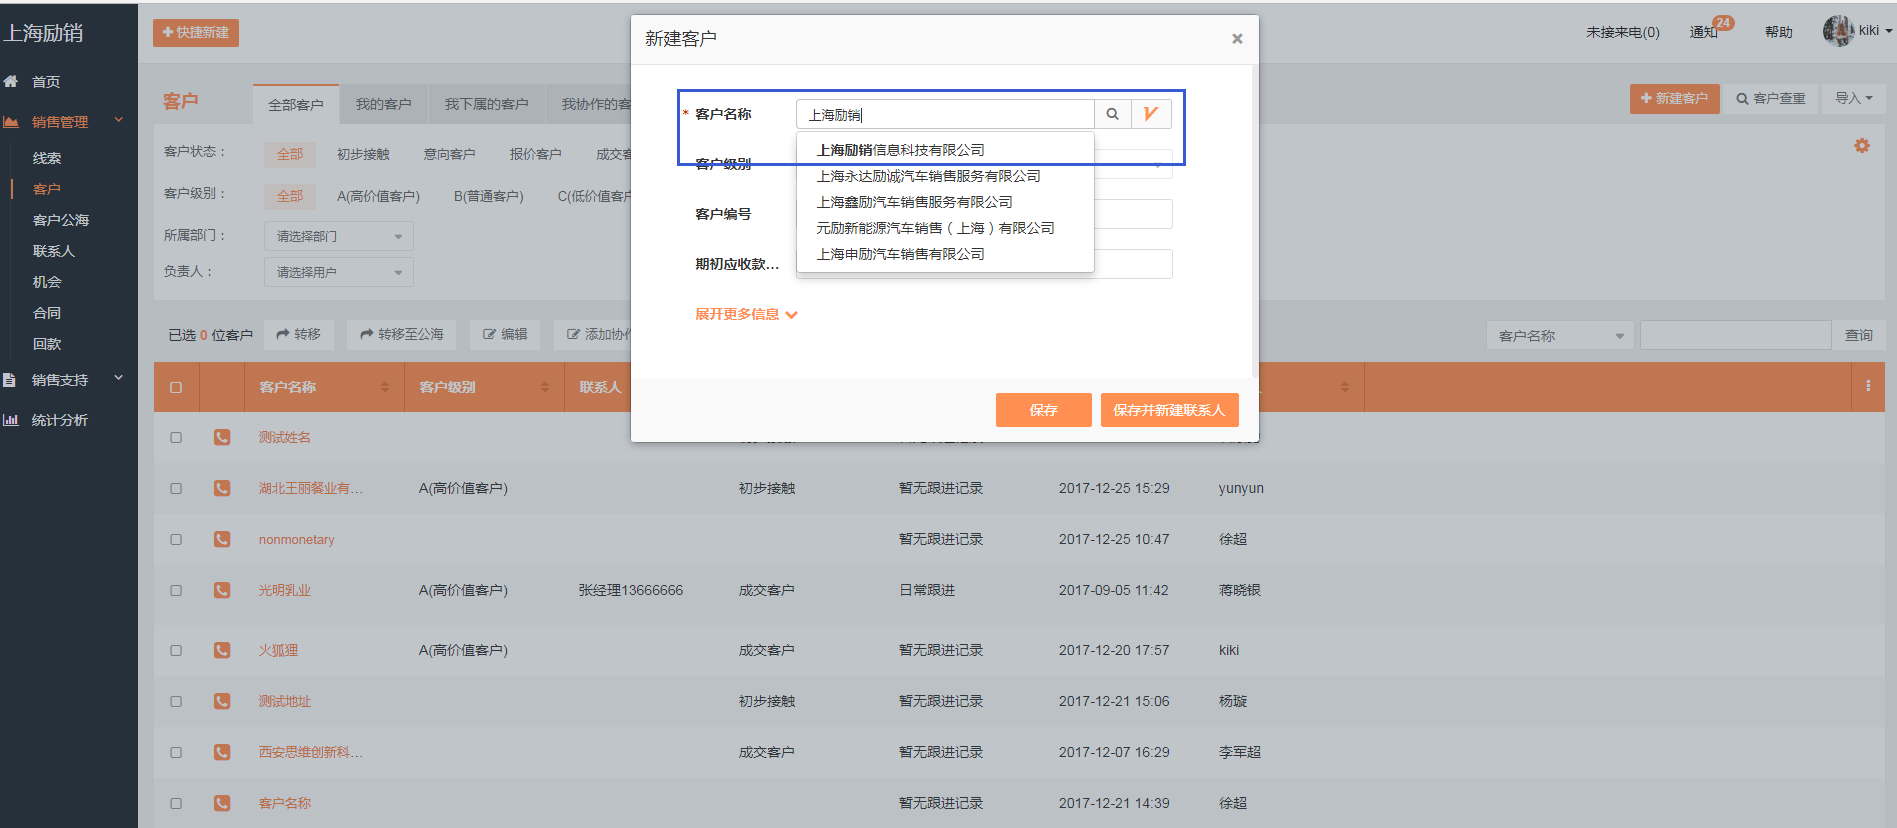 上海励销
快捷新建
未接来电(0)
通知
24
帮助
kiki
首页
销售管理
线索
客户
客户公海
联系人
机会
合同
回款
销售支持
统计分析
客户
全部客户
我的客户
我下属的客户
我协作的客
新建客户
客户查重
导入
客户状态：
全部
初步接触
意向客户
报价客户
成交客
客户级别：
全部
A(高价值客户)
B(普通客户)
C(低价值客户
所属部门：
请选择部门
负责人：
请选择用户
新建客户
×
* 客户名称
上海励销
上海励销信息科技有限公司
上海永达励诚汽车销售服务有限公司
上海鑫励汽车销售服务有限公司
元励新能源汽车销售（上海）有限公司
上海申励汽车销售有限公司
客户级别
客户编号
期初应收款...
展开更多信息
保存
保存并新建联系人
已选 0 位客户
转移
转移至公海
编辑
添加协作
客户名称
查询
客户名称
客户级别
联系人
测试姓名
湖北王丽餐业有... A(高价值客户) 初步接触 暂无跟进记录 2017-12-25 15:29 yunyun
nonmonetary 暂无跟进记录 2017-12-25 10:47 徐超
光明乳业 A(高价值客户) 张经理13666666 成交客户 日常跟进 2017-09-05 11:42 蒋晓银
火狐狸 A(高价值客户) 成交客户 暂无跟进记录 2017-12-20 17:57 kiki
测试地址 初步接触 暂无跟进记录 2017-12-21 15:06 杨璇
西安思维创新科... 成交客户 暂无跟进记录 2017-12-07 16:29 李军超
客户名称 暂无跟进记录 2017-12-21 14:39 徐超